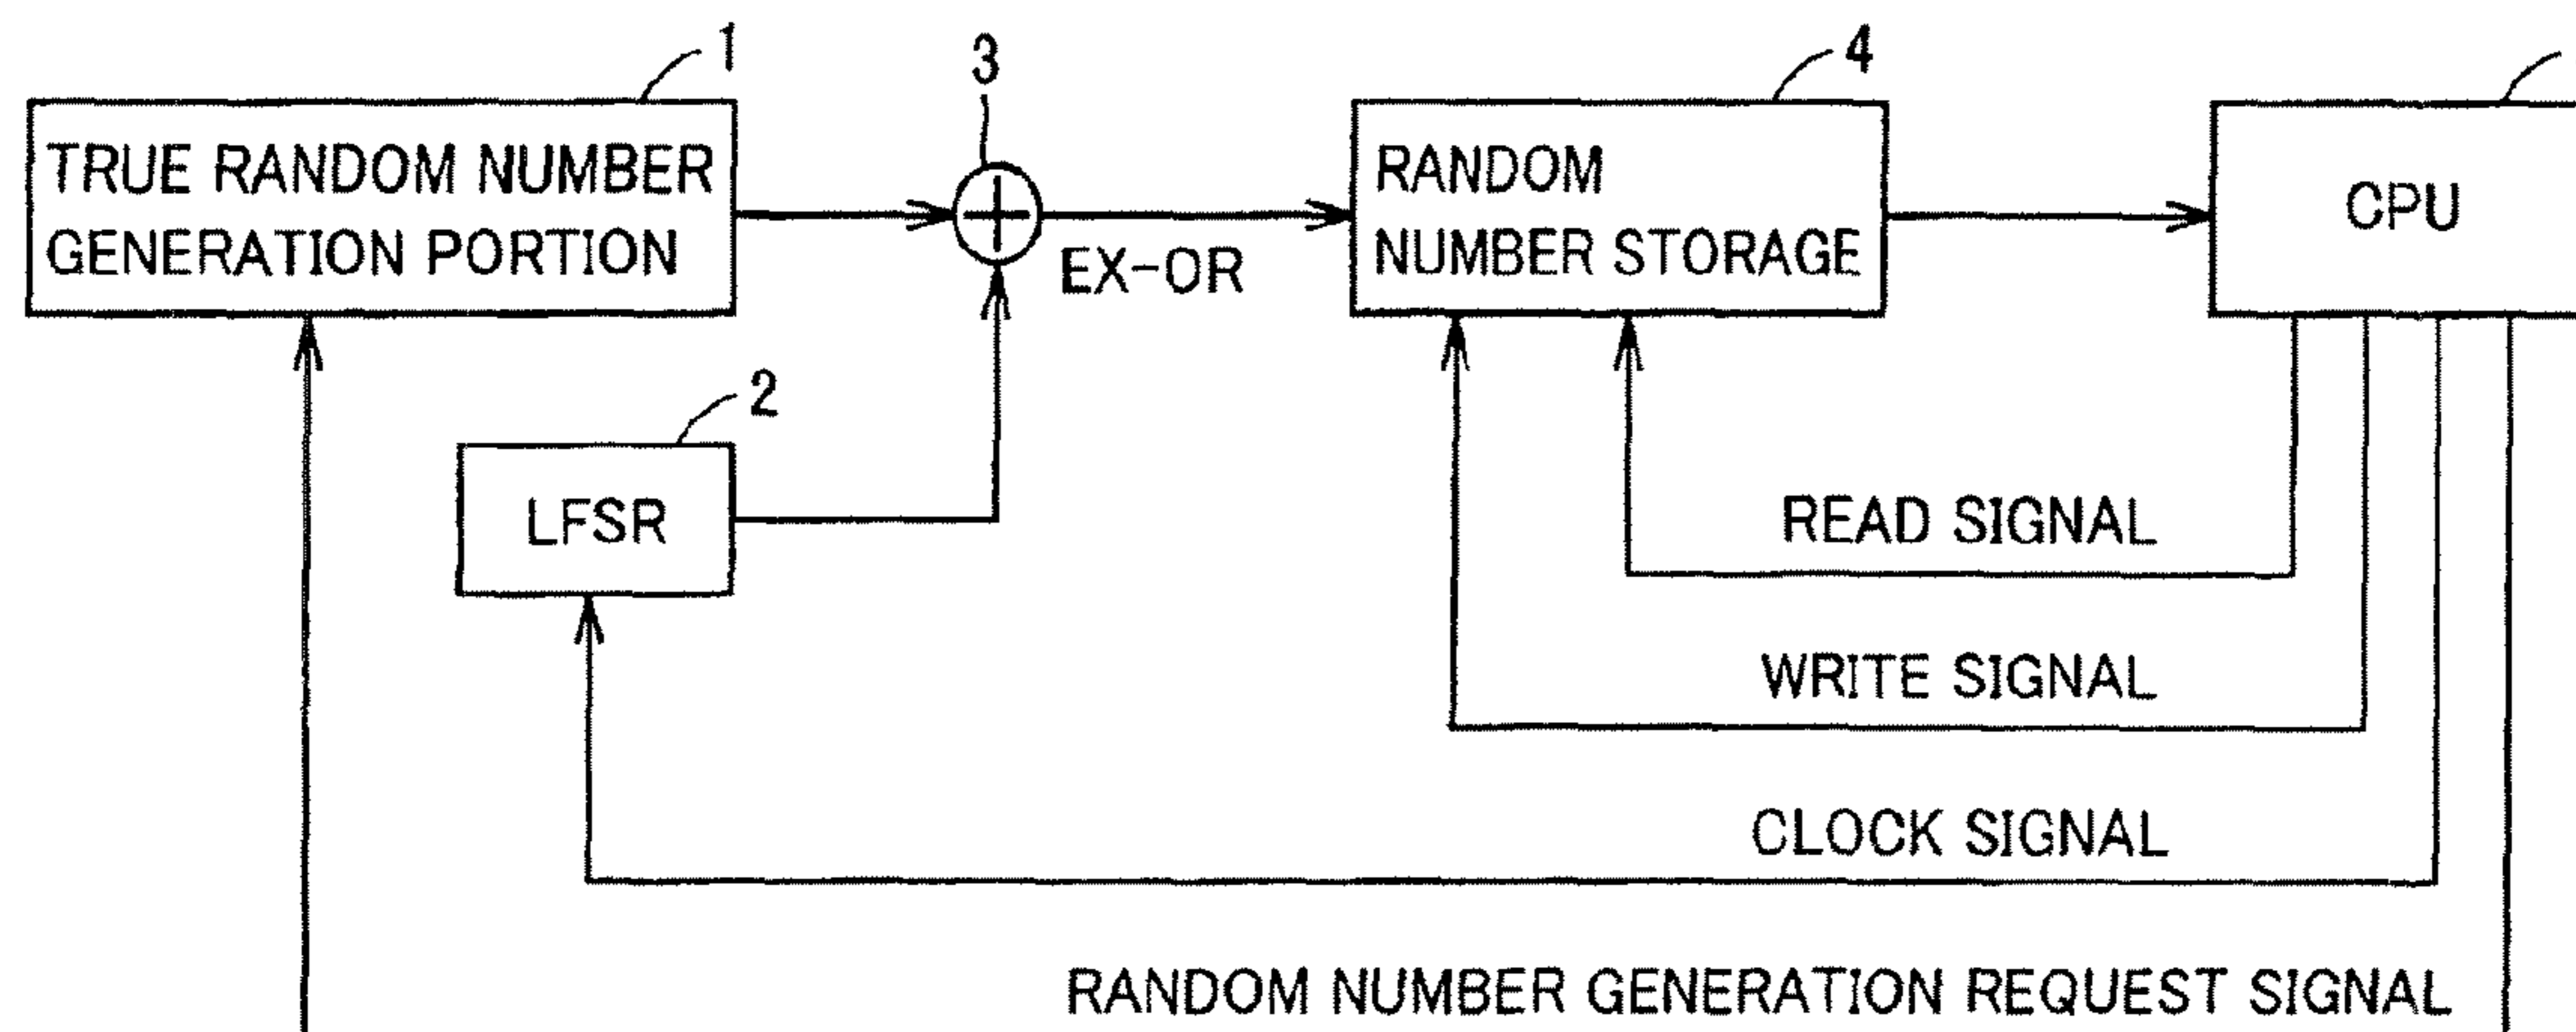 1
3
4
TRUE RANDOM NUMBER
GENERATION PORTION
EX-OR
RANDOM
NUMBER STORAGE
CPU
2
LFSR
READ SIGNAL
WRITE SIGNAL
CLOCK SIGNAL
RANDOM NUMBER GENERATION REQUEST SIGNAL